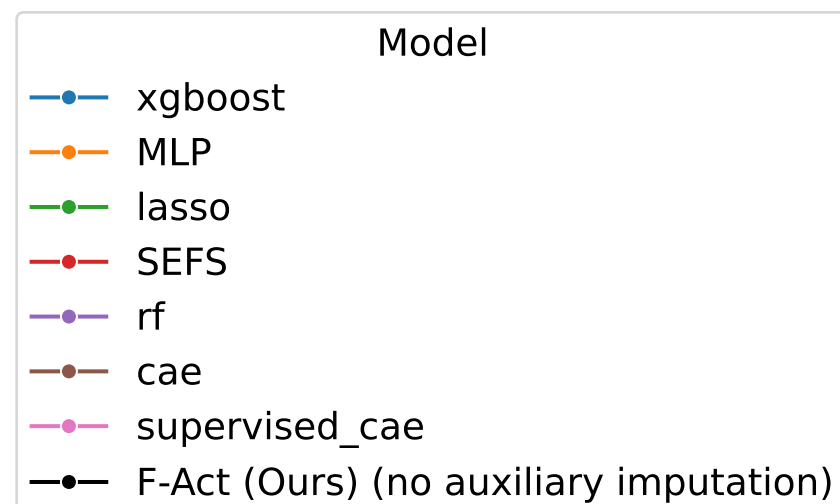 Model
xgboost
MLP
lasso
SEFS
rf
cae
supervised_cae
F-Act (Ours) (no auxiliary imputation)